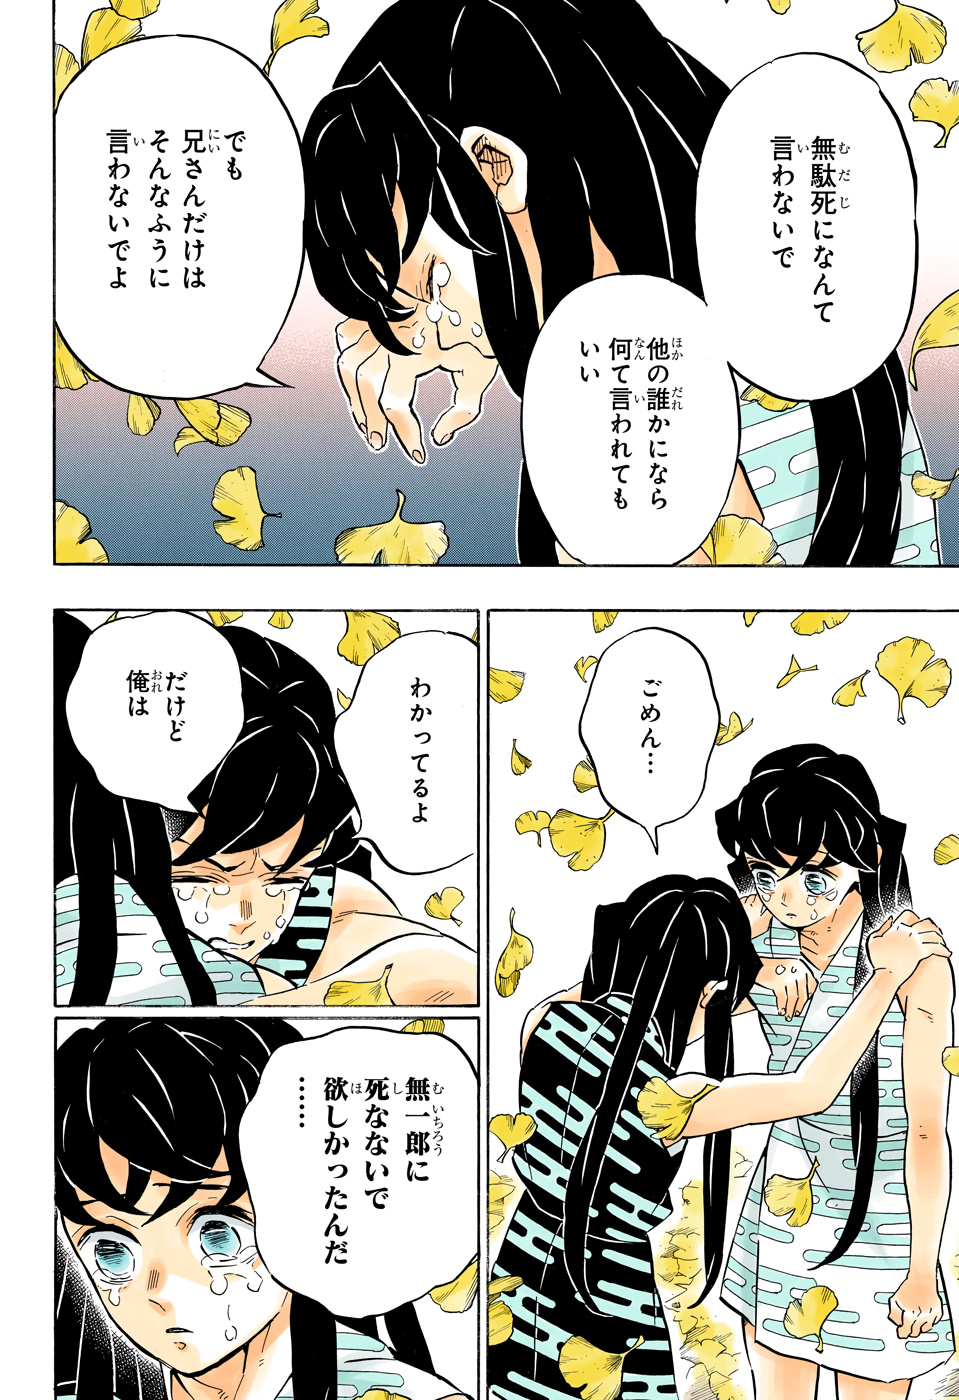 無駄死になんて
言わないで
他の誰かになら
何て言われても
いい
でも
兄さんだけは
そんなふうに
言わないでよ
ごめん…
わかってるよ
だけど
俺は
無一郎に
死なないで
欲しかったんだ
……